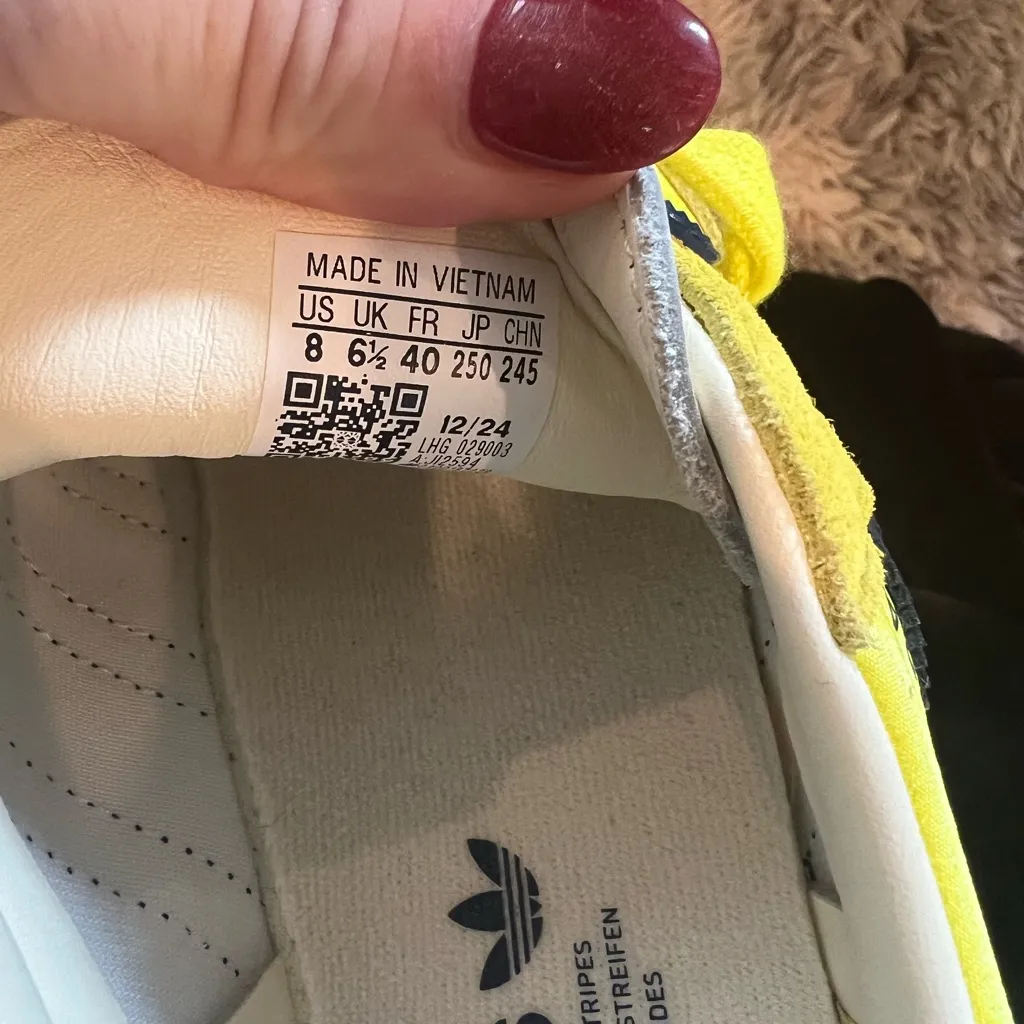 MADE IN VIETNAM
US UK FR JP CHN
8 6½ 40 250 245
12/24
LHG 029003
A:JI2594
TRIPES
STREIFEN
DES